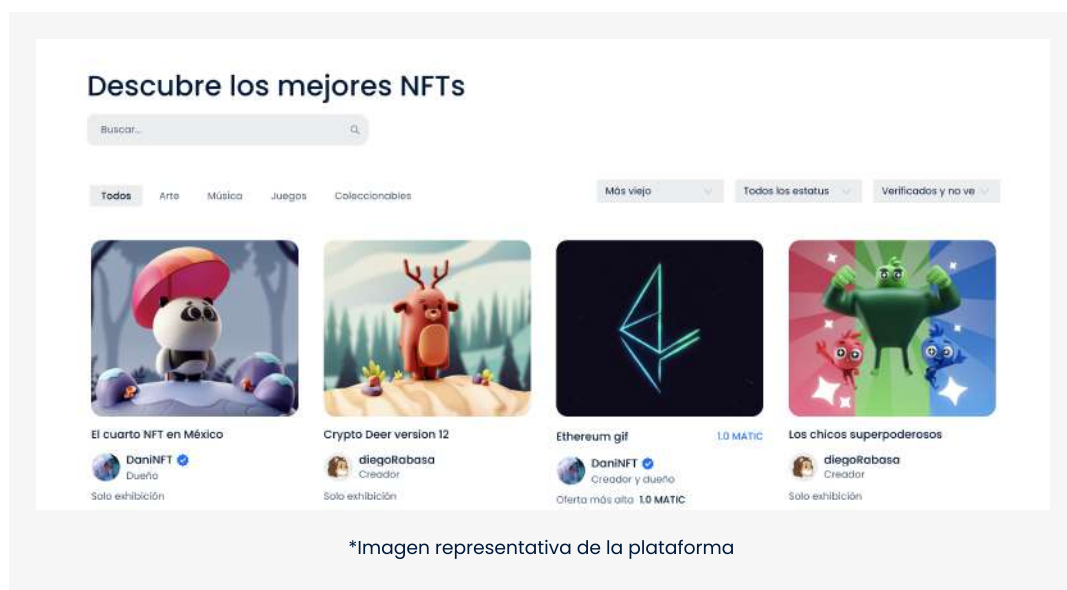 Descubre los mejores NFTs
Buscar...
Todos Arte Música Juegos Coleccionables Más viejo Todos los estatus Verificados y no ve
El cuarto NFT en México
DaniNFT
Dueño
Solo exhibición
Crypto Deer version 12
diegoRabasa
Creador
Solo exhibición
Ethereum gif 1.0 MATIC
DaniNFT
Creador y dueño
Oferta más alta 1.0 MATIC
Los chicos superpoderosos
diegoRabasa
Creador
Solo exhibición
*Imagen representativa de la plataforma